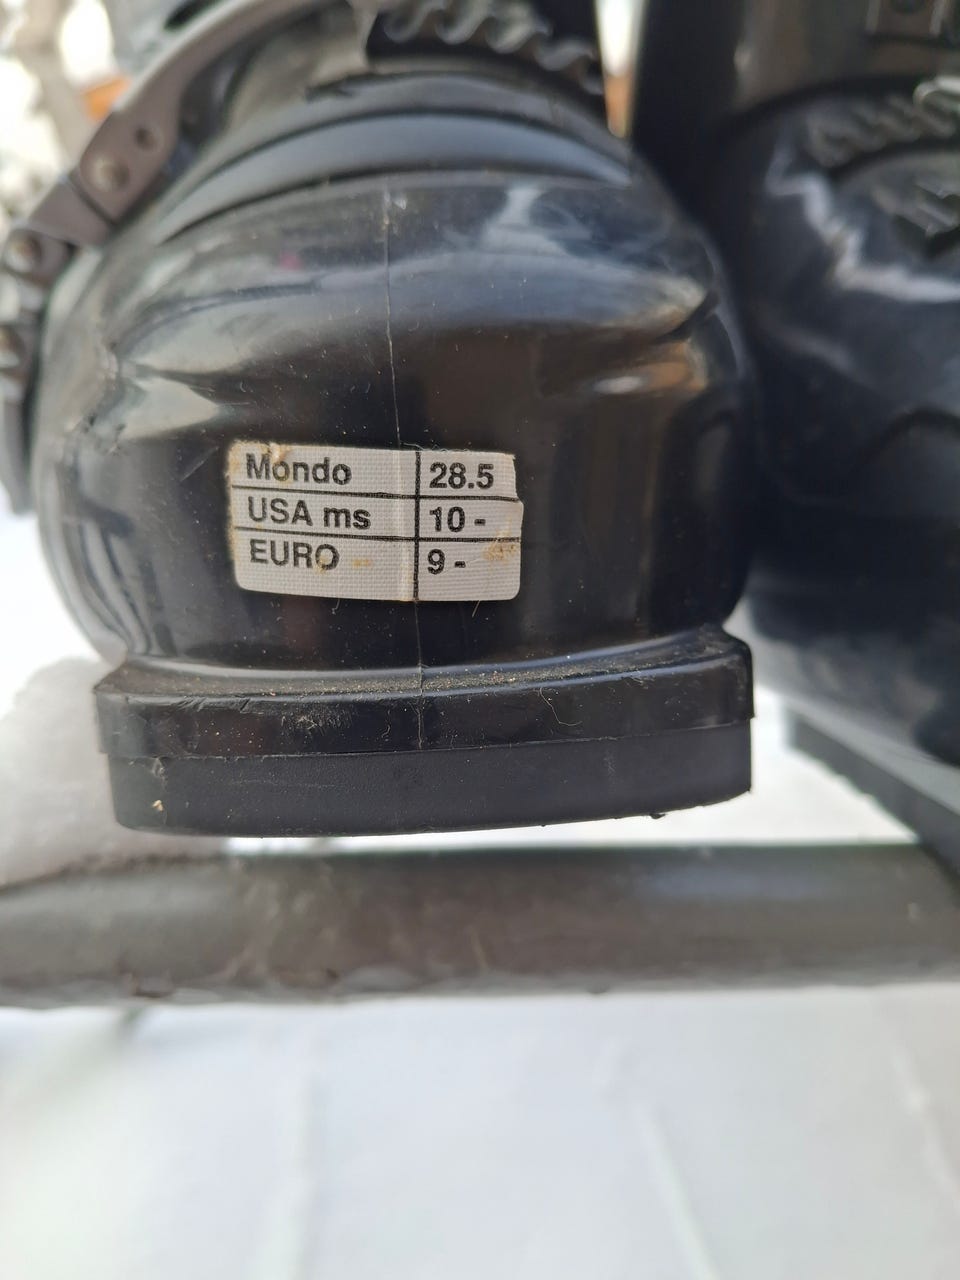 Mondo 28.5
USA ms 10 -
EURO 9 -